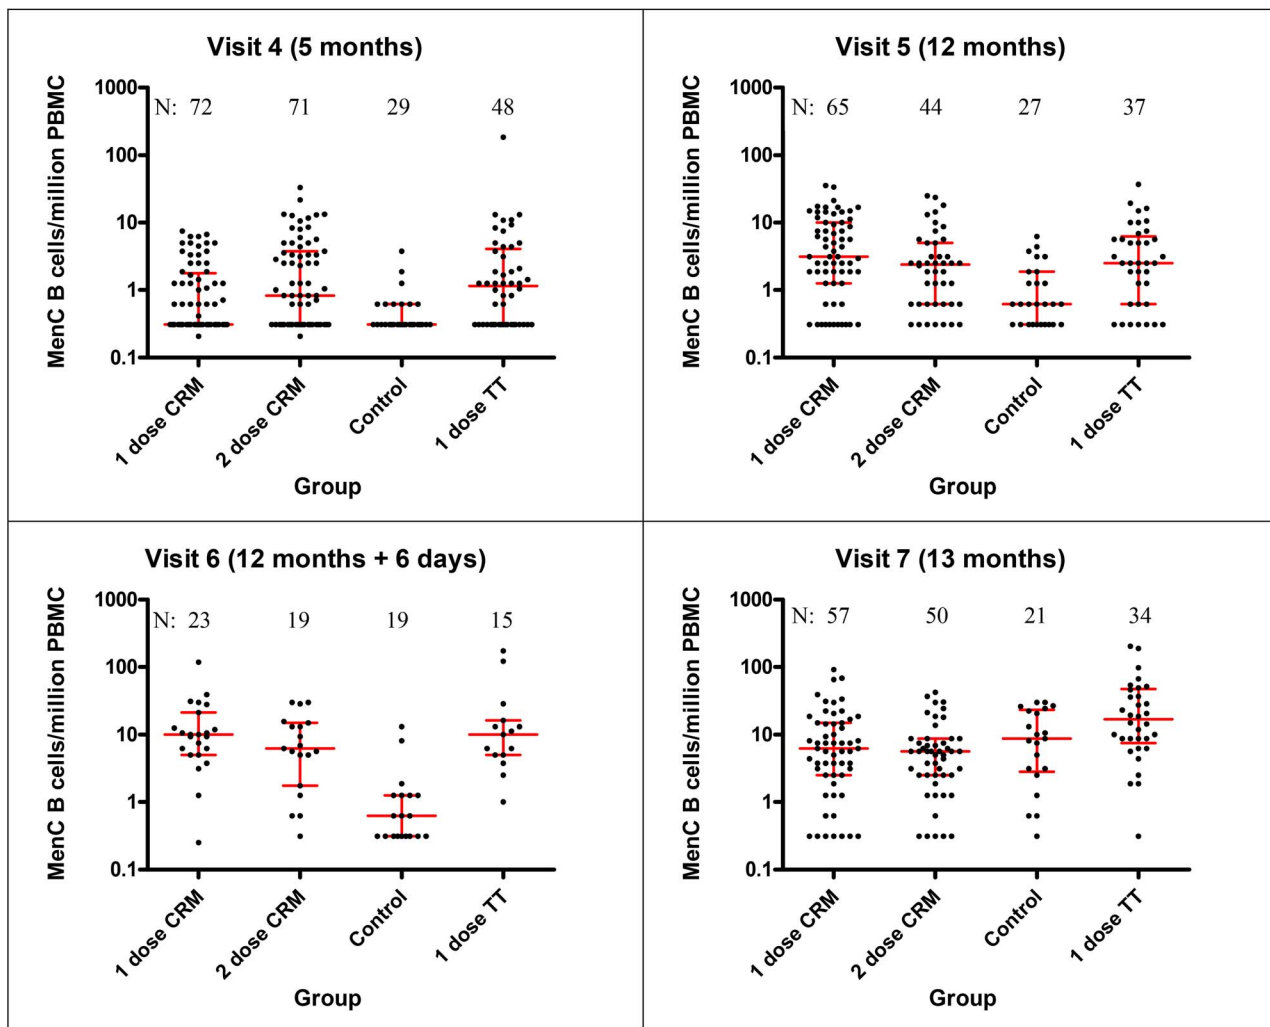 Visit 4 (5 months)
MenC B cells/million PBMC
1000
100
10
1
0.1
N: 72 71 29 48
1 dose CRM
2 dose CRM
Control
1 dose TT
Group
Visit 5 (12 months)
MenC B cells/million PBMC
1000
100
10
1
0.1
N: 65 44 27 37
1 dose CRM
2 dose CRM
Control
1 dose TT
Group
Visit 6 (12 months + 6 days)
MenC B cells/million PBMC
1000
100
10
1
0.1
N: 23 19 19 15
1 dose CRM
2 dose CRM
Control
1 dose TT
Group
Visit 7 (13 months)
MenC B cells/million PBMC
1000
100
10
1
0.1
N: 57 50 21 34
1 dose CRM
2 dose CRM
Control
1 dose TT
Group